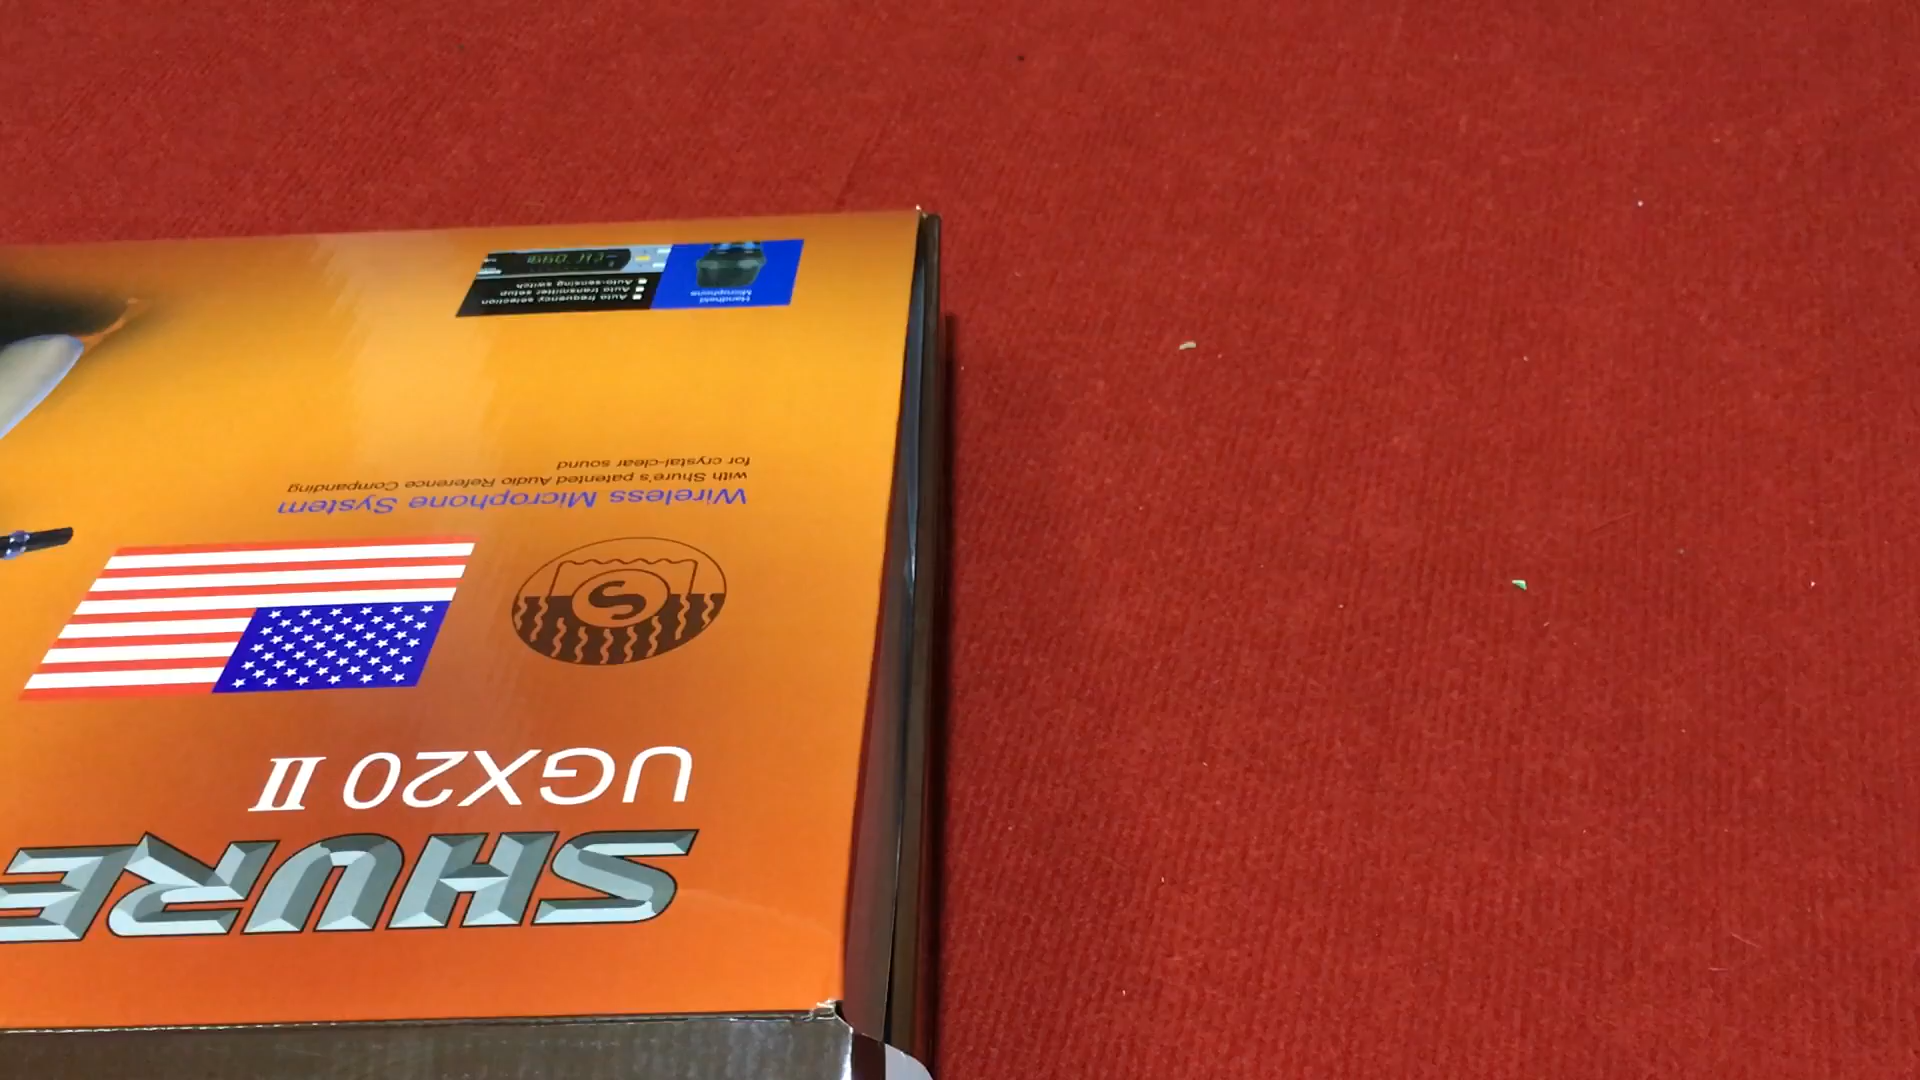 SHURE
UGX20 II
S
Wireless Microphone System
with Shure's patented Audio Reference Companding
for crystal-clear sound
Handheld
Microphone
Auto frequency selection
Auto transmitter setup
Auto-sensing switch